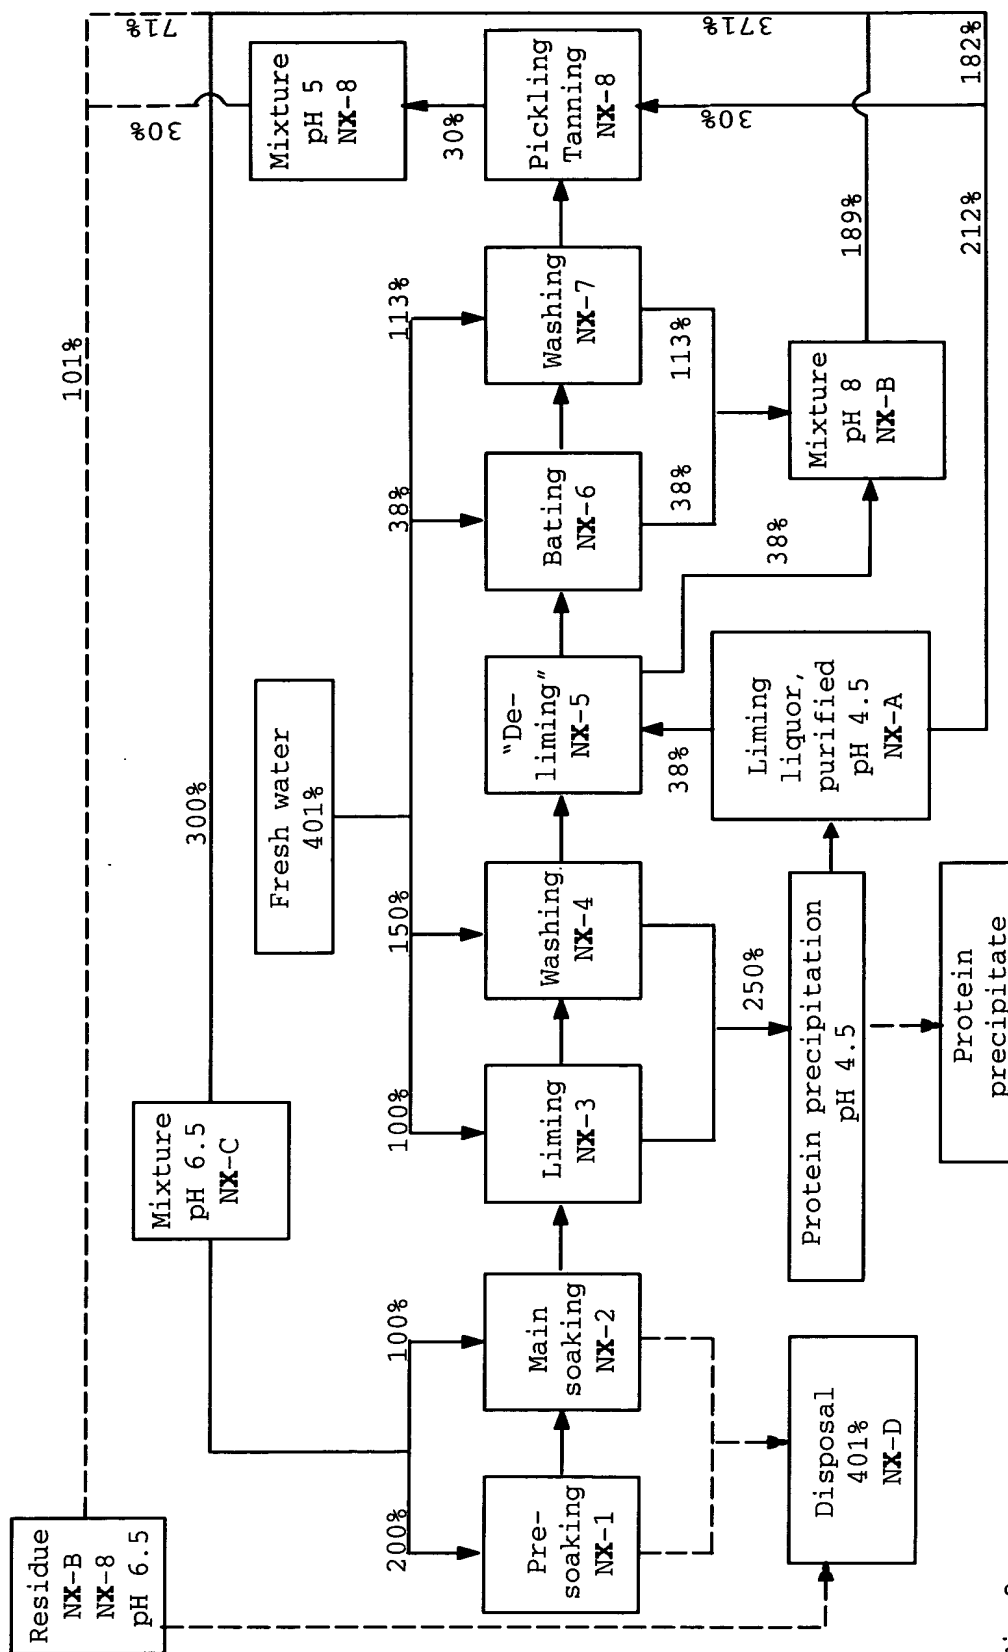 Residue
NX-B
NX-8
pH 6.5
101%
71%
30%
Mixture
pH 6.5
NX-C
300%
Mixture
pH 5
NX-8
30%
Fresh water
401%
200%
100%
100%
150%
38%
113%
371%
30%
182%
Pre-
soaking
NX-1
Main
soaking
NX-2
Liming
NX-3
Washing
NX-4
"De-
liming"
NX-5
Bating
NX-6
Washing
NX-7
Pickling
Tanning
NX-8
250%
38%
38%
38%
113%
189%
212%
Disposal
401%
NX-D
Protein precipitation
pH 4.5
Liming
liquor,
purified
pH 4.5
NX-A
Mixture
pH 8
NX-B
Protein
precipitate